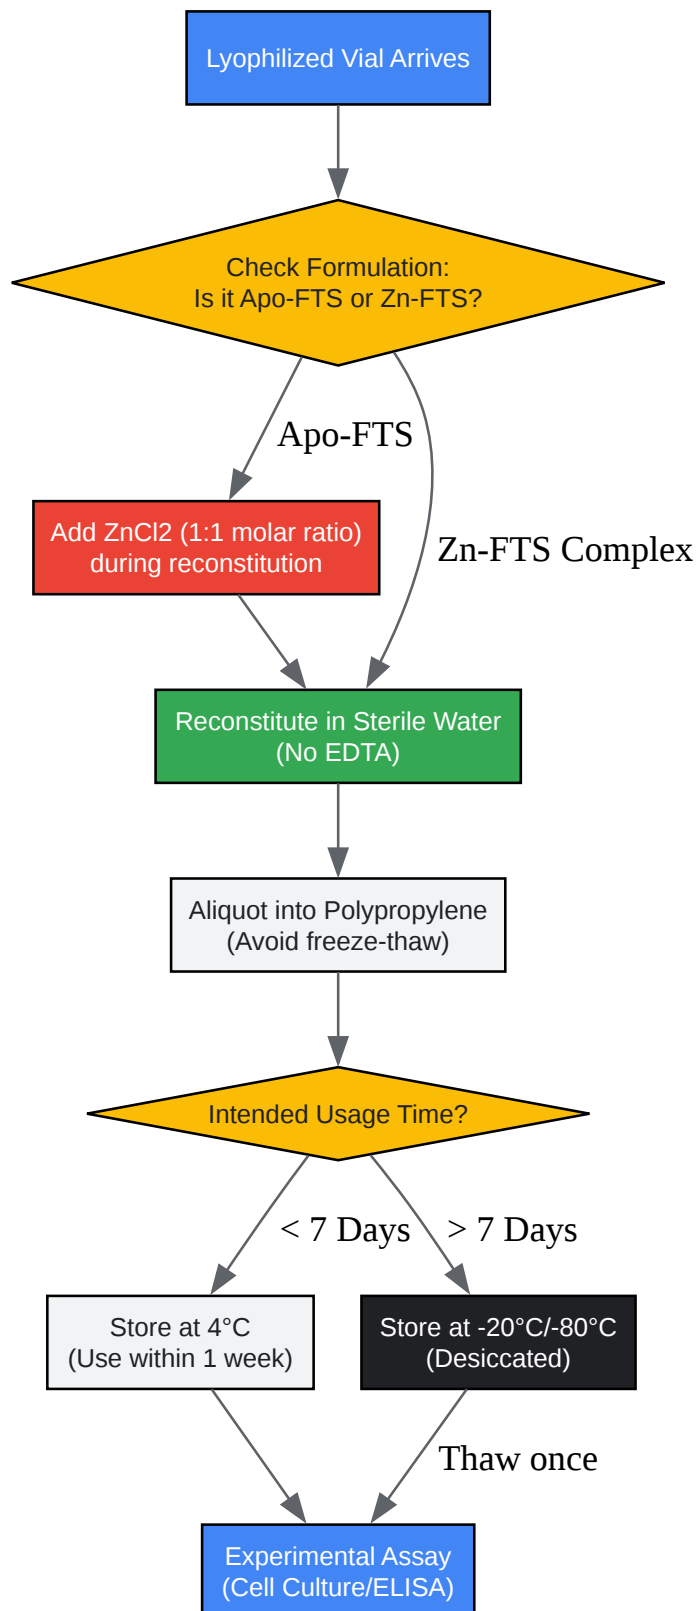 Lyophilized Vial Arrives
Check Formulation:
Is it Apo-FTS or Zn-FTS?
Apo-FTS
Add ZnCl2 (1:1 molar ratio)
during reconstitution
Zn-FTS Complex
Reconstitute in Sterile Water
(No EDTA)
Aliquot into Polypropylene
(Avoid freeze-thaw)
Intended Usage Time?
< 7 Days
> 7 Days
Store at 4°C
(Use within 1 week)
Store at -20°C/-80°C
(Desiccated)
Thaw once
Experimental Assay
(Cell Culture/ELISA)